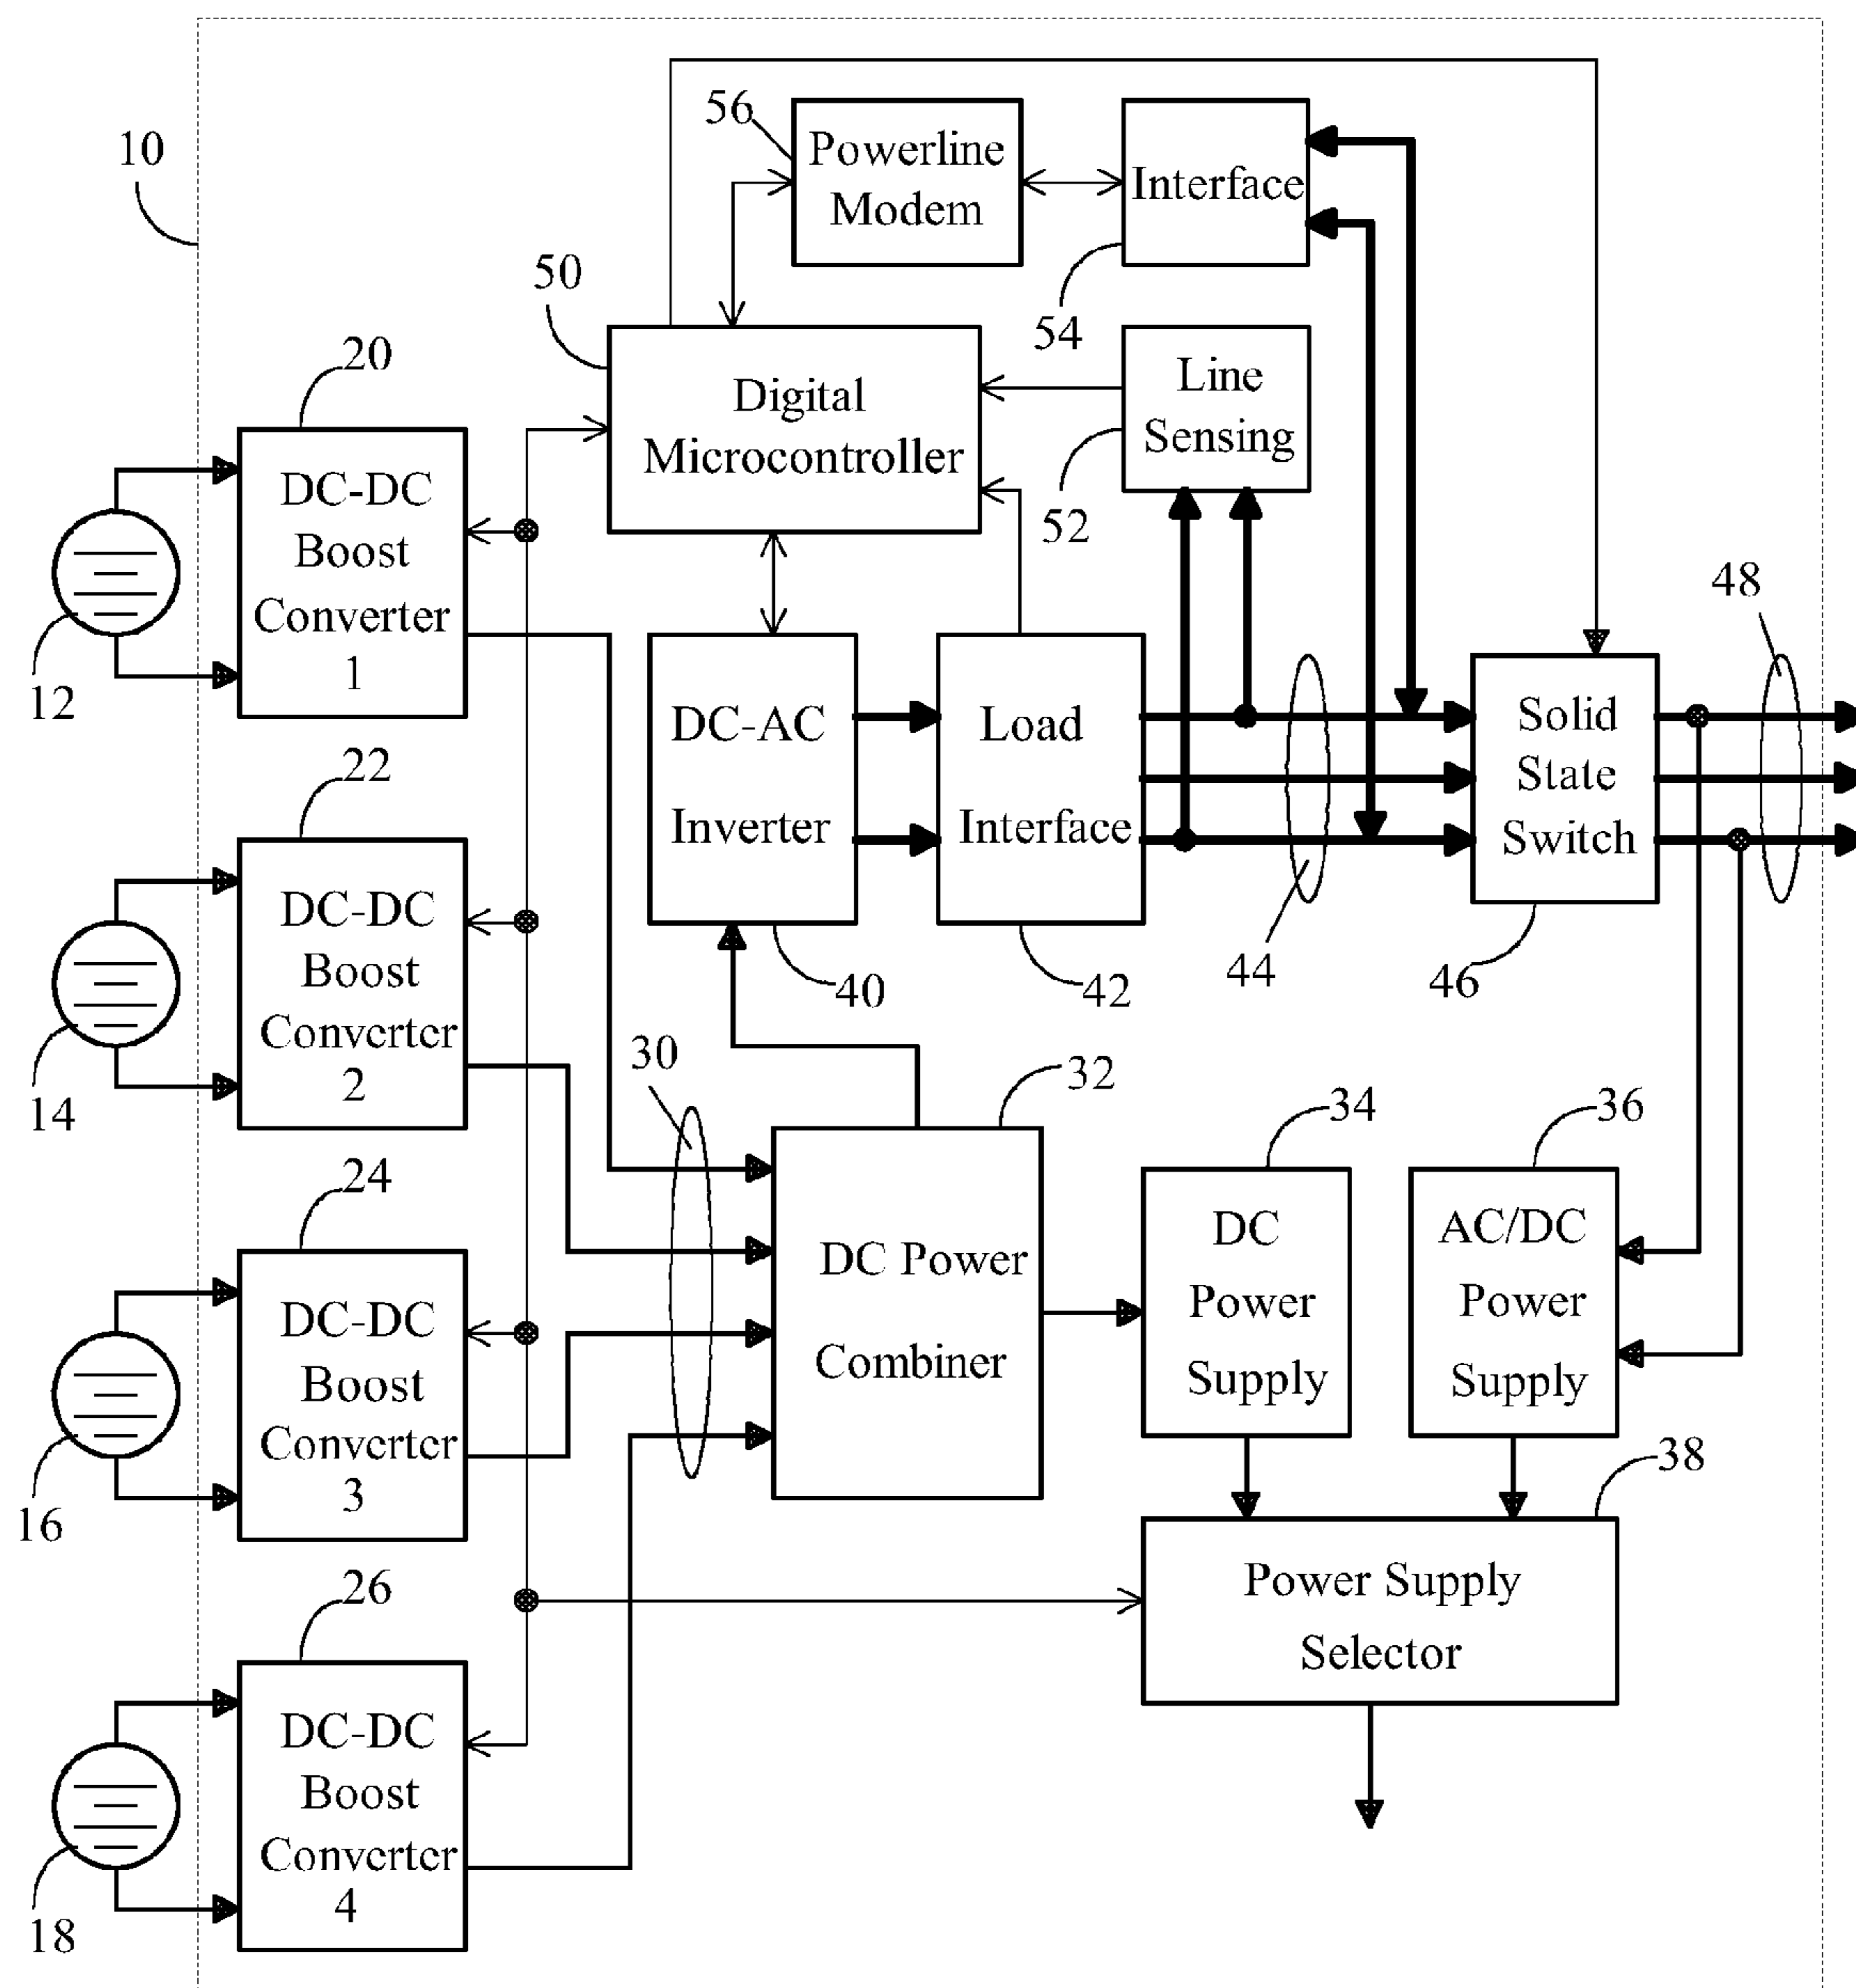 10
56
Powerline
Modem
Interface
54
50
Digital
Microcontroller
Line
Sensing
52
20
DC-DC
Boost
Converter
1
12
22
DC-DC
Boost
Converter
2
14
24
DC-DC
Boost
Converter
3
16
26
DC-DC
Boost
Converter
4
18
DC-AC
Inverter
40
Load
Interface
42
44
Solid
State
Switch
46
48
30
32
DC Power
Combiner
34
DC
Power
Supply
36
AC/DC
Power
Supply
38
Power Supply
Selector